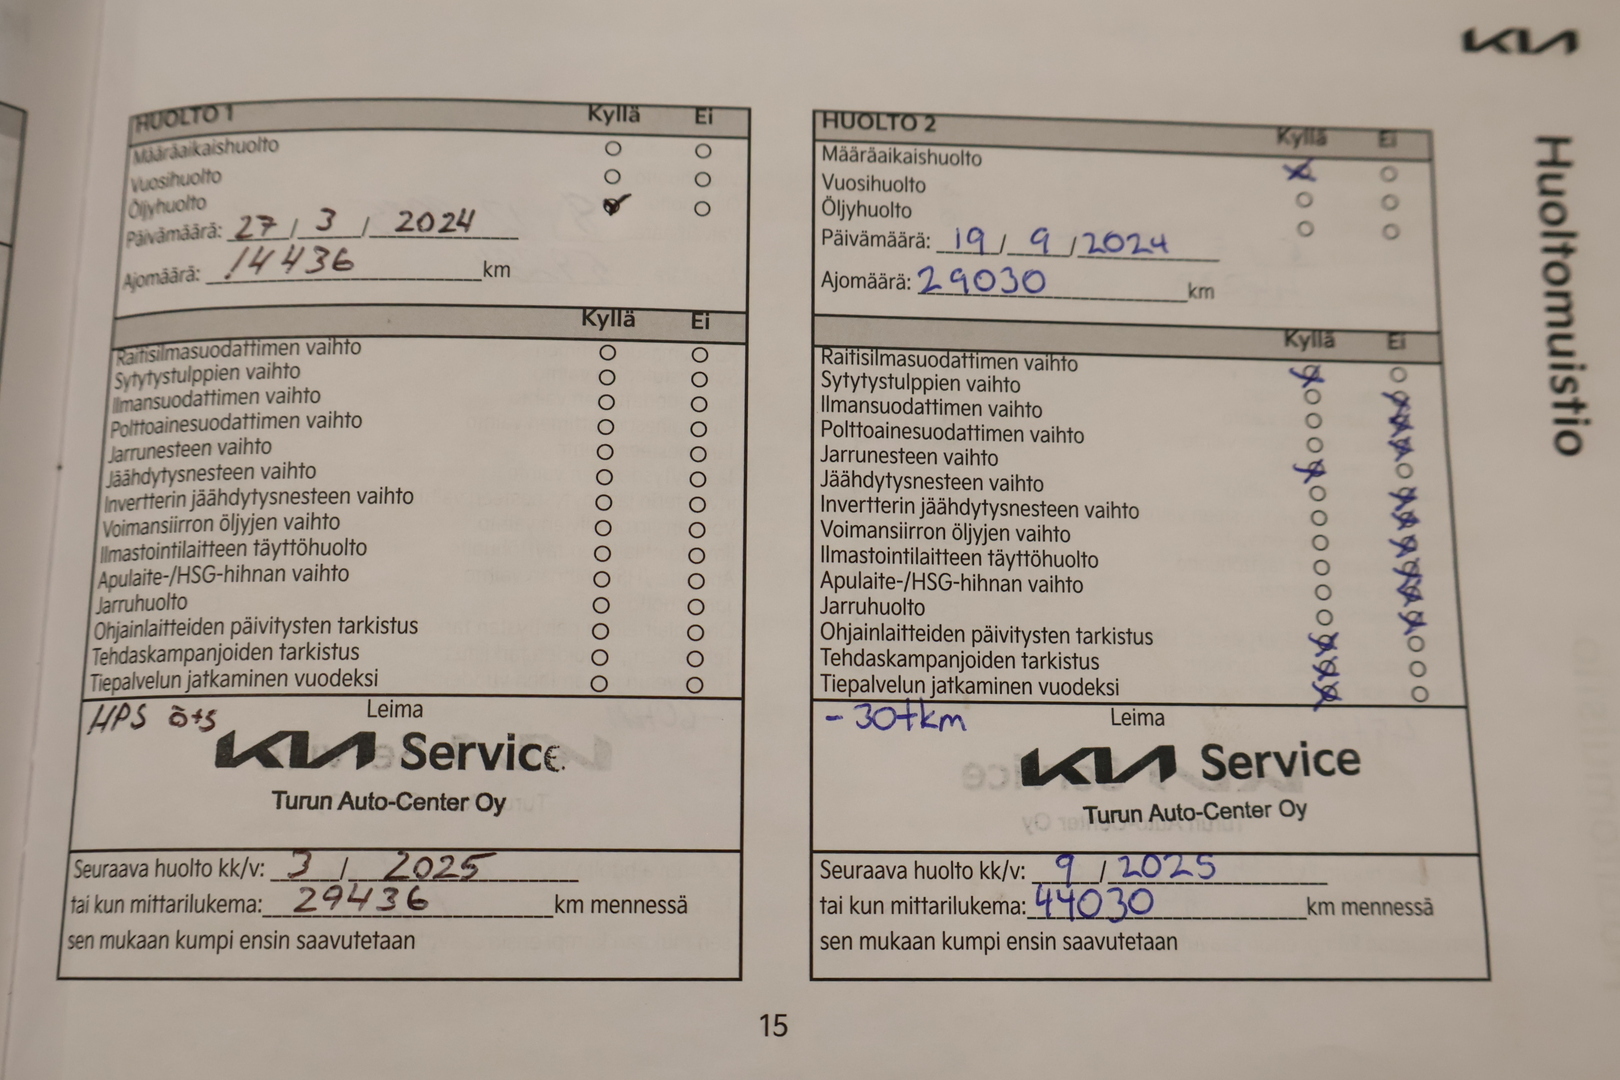 KIA
Huoltomuistio
HUOLTO 1 Kyllä Ei
Määräaikaishuolto
Vuosihuolto
Öljyhuolto
Päivämäärä: 27 / 3 / 2024
Ajomäärä: 14436 km
Kyllä Ei
Raitisilmasuodattimen vaihto
Sytytystulppien vaihto
Ilmansuodattimen vaihto
Polttoainesuodattimen vaihto
Jarrunesteen vaihto
Jäähdytysnesteen vaihto
Invertterin jäähdytysnesteen vaihto
Voimansiirron öljyjen vaihto
Ilmastointilaitteen täyttöhuolto
Apulaite-/HSG-hihnan vaihto
Jarruhuolto
Ohjainlaitteiden päivitysten tarkistus
Tehdaskampanjoiden tarkistus
Tiepalvelun jatkaminen vuodeksi
HPS ö+s Leima
KIA Service
Turun Auto-Center Oy
Seuraava huolto kk/v: 3 / 2025
tai kun mittarilukema: 29436 km mennessä
sen mukaan kumpi ensin saavutetaan
HUOLTO 2 Kyllä Ei
Määräaikaishuolto
Vuosihuolto
Öljyhuolto
Päivämäärä: 19 / 9 / 2024
Ajomäärä: 29030 km
Kyllä Ei
Raitisilmasuodattimen vaihto
Sytytystulppien vaihto
Ilmansuodattimen vaihto
Polttoainesuodattimen vaihto
Jarrunesteen vaihto
Jäähdytysnesteen vaihto
Invertterin jäähdytysnesteen vaihto
Voimansiirron öljyjen vaihto
Ilmastointilaitteen täyttöhuolto
Apulaite-/HSG-hihnan vaihto
Jarruhuolto
Ohjainlaitteiden päivitysten tarkistus
Tehdaskampanjoiden tarkistus
Tiepalvelun jatkaminen vuodeksi
- 30tkm Leima
KIA Service
Turun Auto-Center Oy
Seuraava huolto kk/v: 9 / 2025
tai kun mittarilukema: 44030 km mennessä
sen mukaan kumpi ensin saavutetaan
15